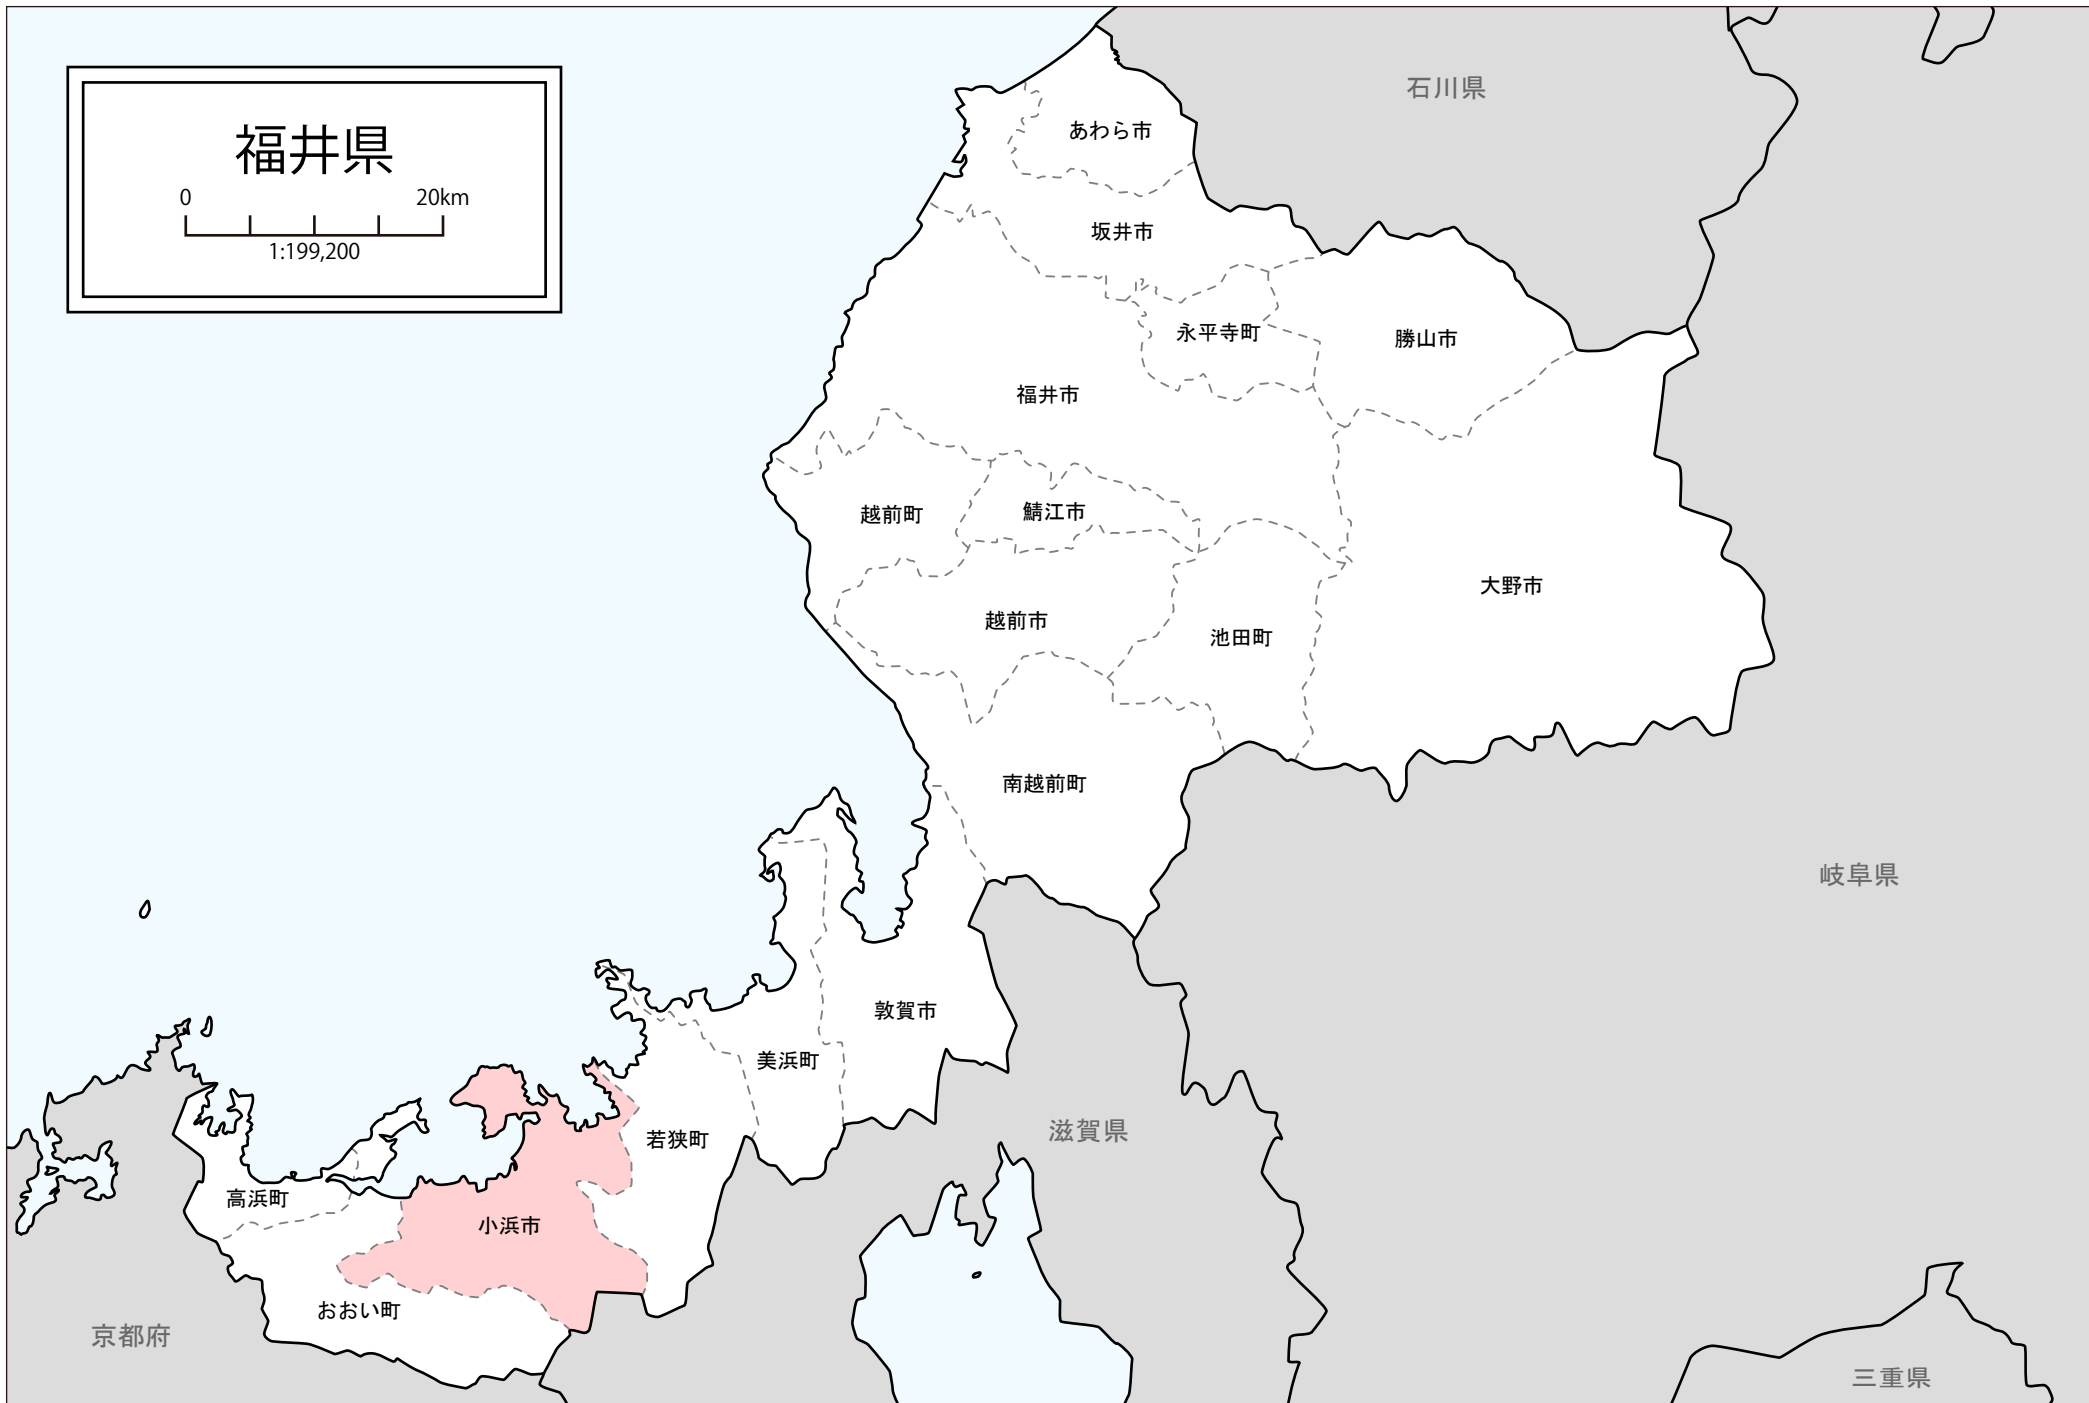 福井県
0 20km
1:199,200
石川県
あわら市
坂井市
永平寺町
勝山市
福井市
越前町
鯖江市
大野市
越前市
池田町
南越前町
岐阜県
敦賀市
美浜町
滋賀県
若狭町
高浜町
小浜市
おおい町
京都府
三重県